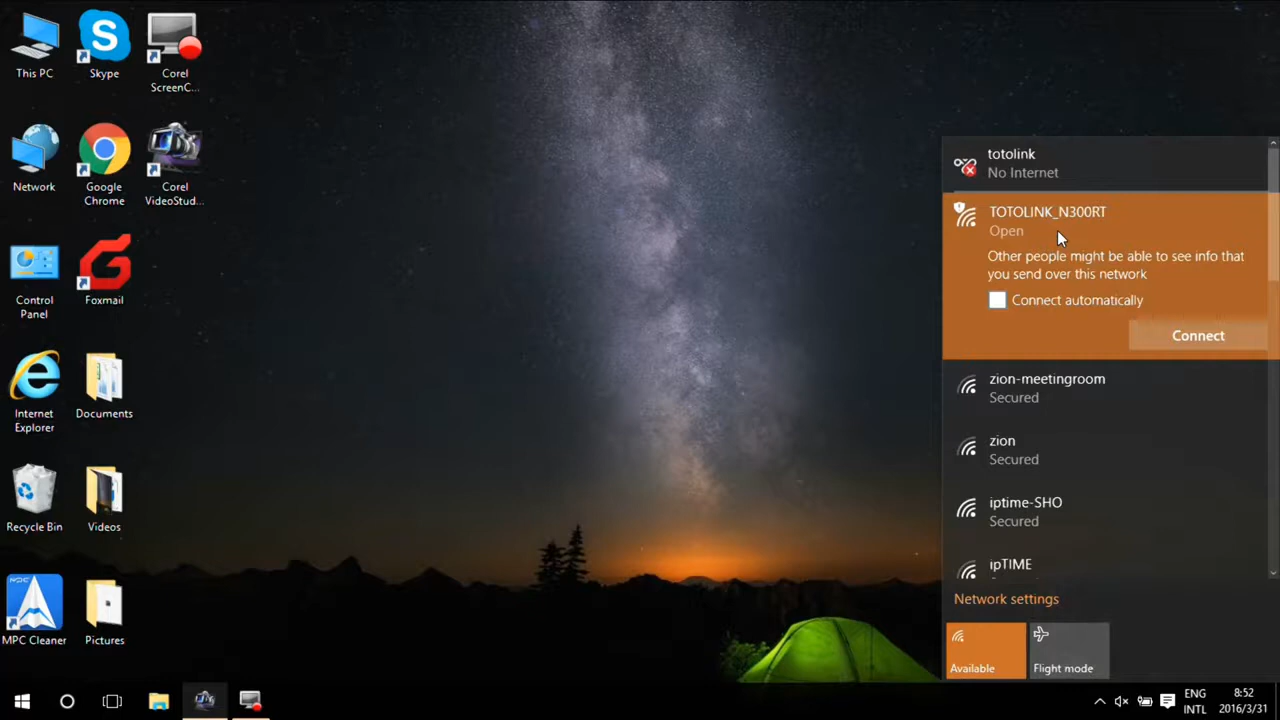 This PC
Skype
Corel
ScreenC...
Network
Google
Chrome
Corel
VideoStud...
Control
Panel
Foxmail
Internet
Explorer
Documents
Recycle Bin
Videos
MPC Cleaner
Pictures
totolink
No Internet
TOTOLINK_N300RT
Open
Other people might be able to see info that
you send over this network
Connect automatically
Connect
zion-meetingroom
Secured
zion
Secured
iptime-SHO
Secured
ipTIME
Network settings
Available
Flight mode
ENG
INTL
8:52
2016/3/31